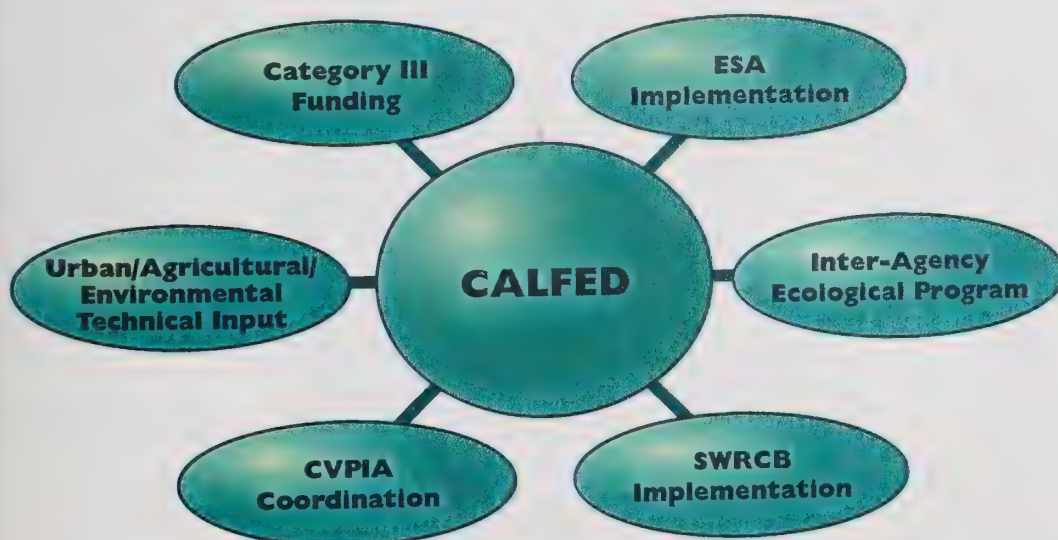 Category III
Funding
ESA
Implementation
Urban/Agricultural/
Environmental
Technical Input
CALFED
Inter-Agency
Ecological Program
CVPIA
Coordination
SWRCB
Implementation